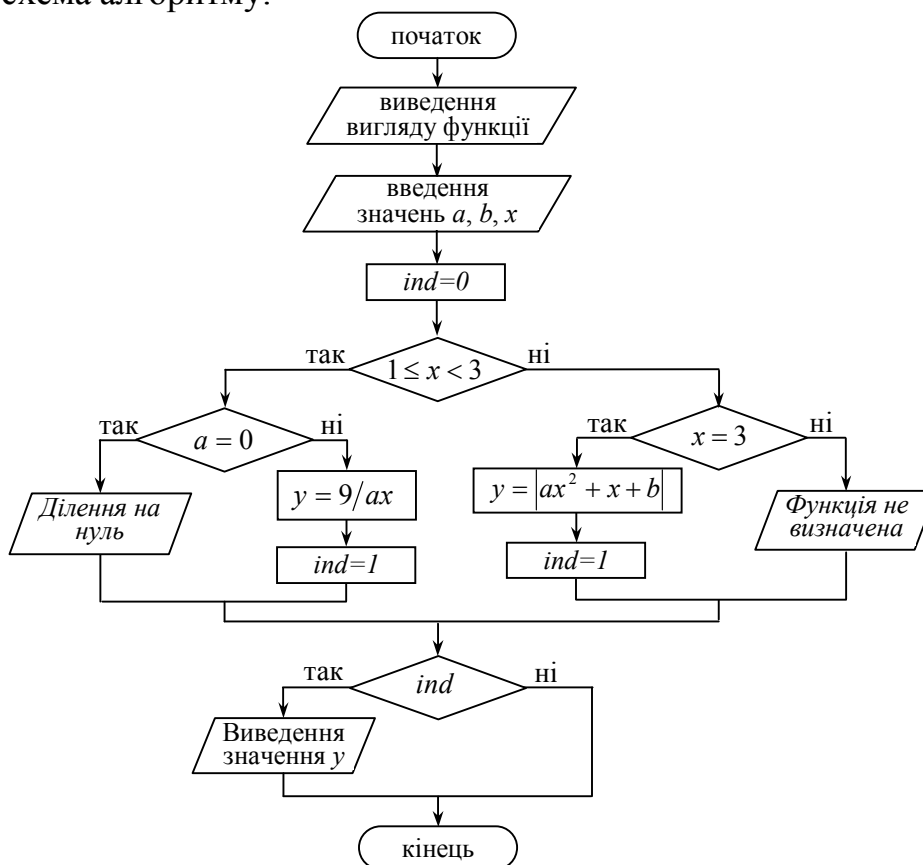 схема алгоритму:
початок
виведення
вигляду функції
введення
значень a, b, x
ind=0
так
ні
1 ≤ x < 3
так
ні
a = 0
так
ні
x = 3
y = 9/ax
y = |ax² + x + b|
Ділення на
нуль
Функція не
визначена
ind=1
ind=1
так
ні
ind
Виведення
значення y
кінець